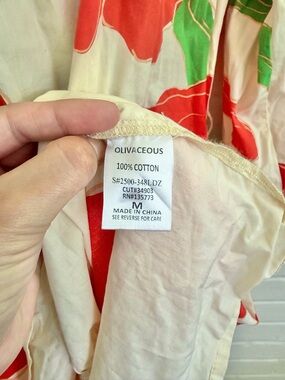 OLIVACEOUS
100% COTTON
S#2500-348LDZ
CUT#34903
RN#135773
M
MADE IN CHINA
SEE REVERSE FOR CARE